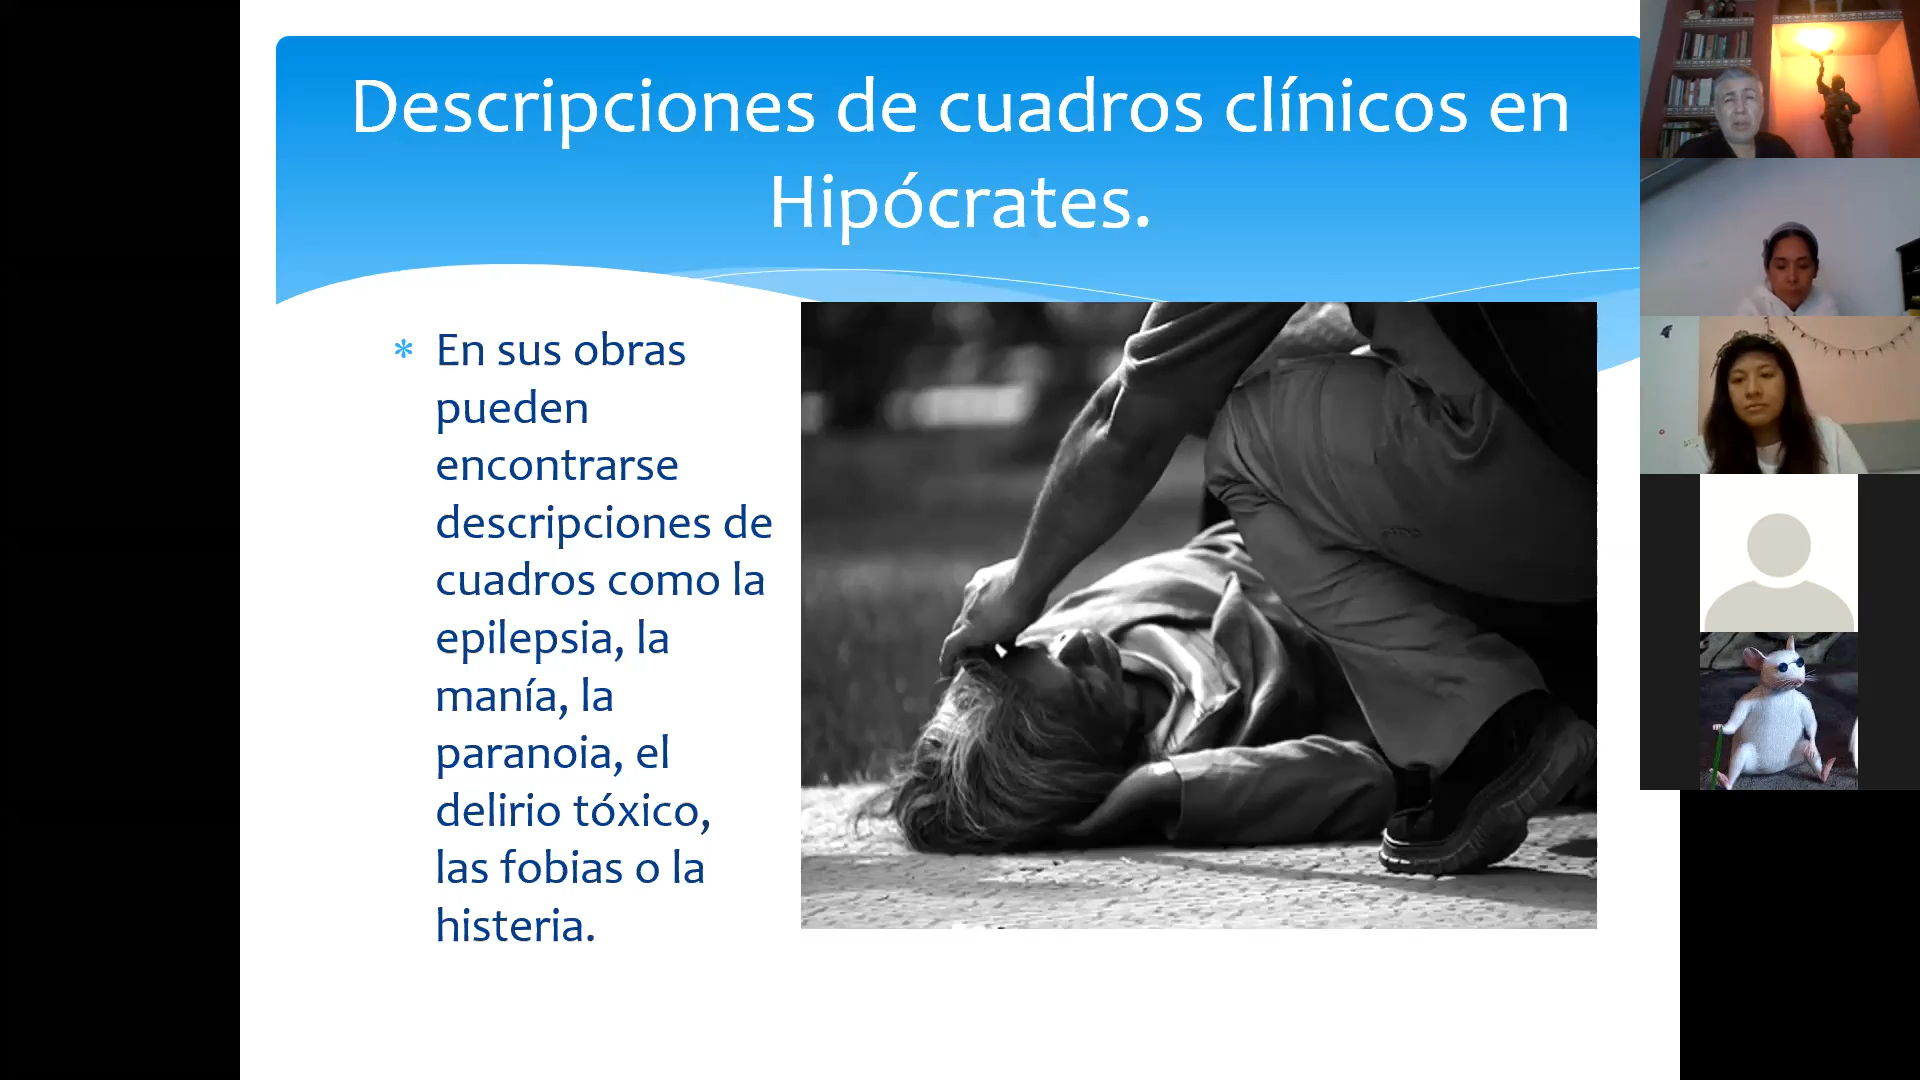 Descripciones de cuadros clínicos en
Hipócrates.
* En sus obras
pueden
encontrarse
descripciones de
cuadros como la
epilepsia, la
manía, la
paranoia, el
delirio tóxico,
las fobias o la
histeria.